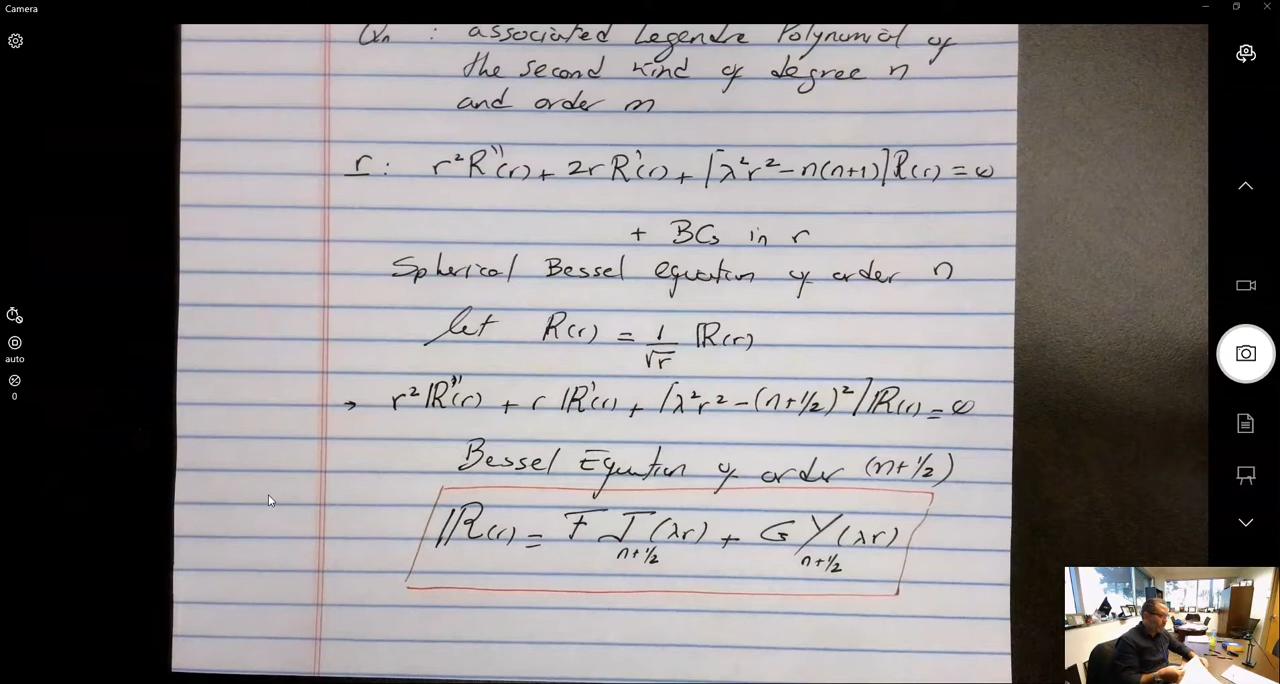 Camera
Qn : associated Legendre Polynomial of
the second kind of degree n
and order m
r : r²R''(r) + 2r R'(r) + [λ²r² - n(n+1)]R(r) = 0
+ BCs in r
Spherical Bessel equation of order n
let R(r) = 1/√r ℝ(r)
→ r²ℝ''(r) + r ℝ'(r) + [λ²r² - (n+1/2)²]ℝ(r) = 0
Bessel Equation of order (n+1/2)
ℝ(r) = F J_{n+1/2}(λr) + G Y_{n+1/2}(λr)
auto
0